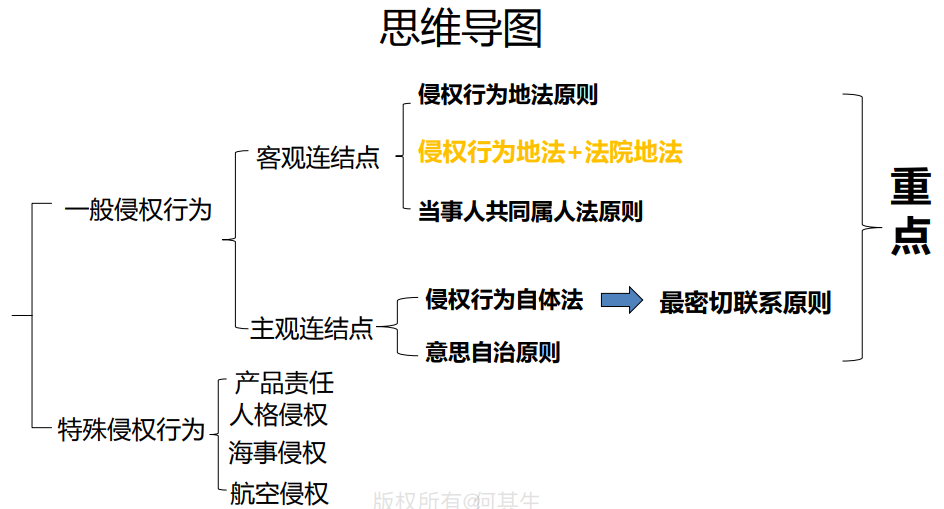 思维导图
侵权行为地法原则
客观连结点
侵权行为地法+法院地法
一般侵权行为
当事人共同属人法原则
重点
主观连结点
侵权行为自体法
最密切联系原则
意思自治原则
特殊侵权行为
产品责任
人格侵权
海事侵权
航空侵权
版权所有@何其生